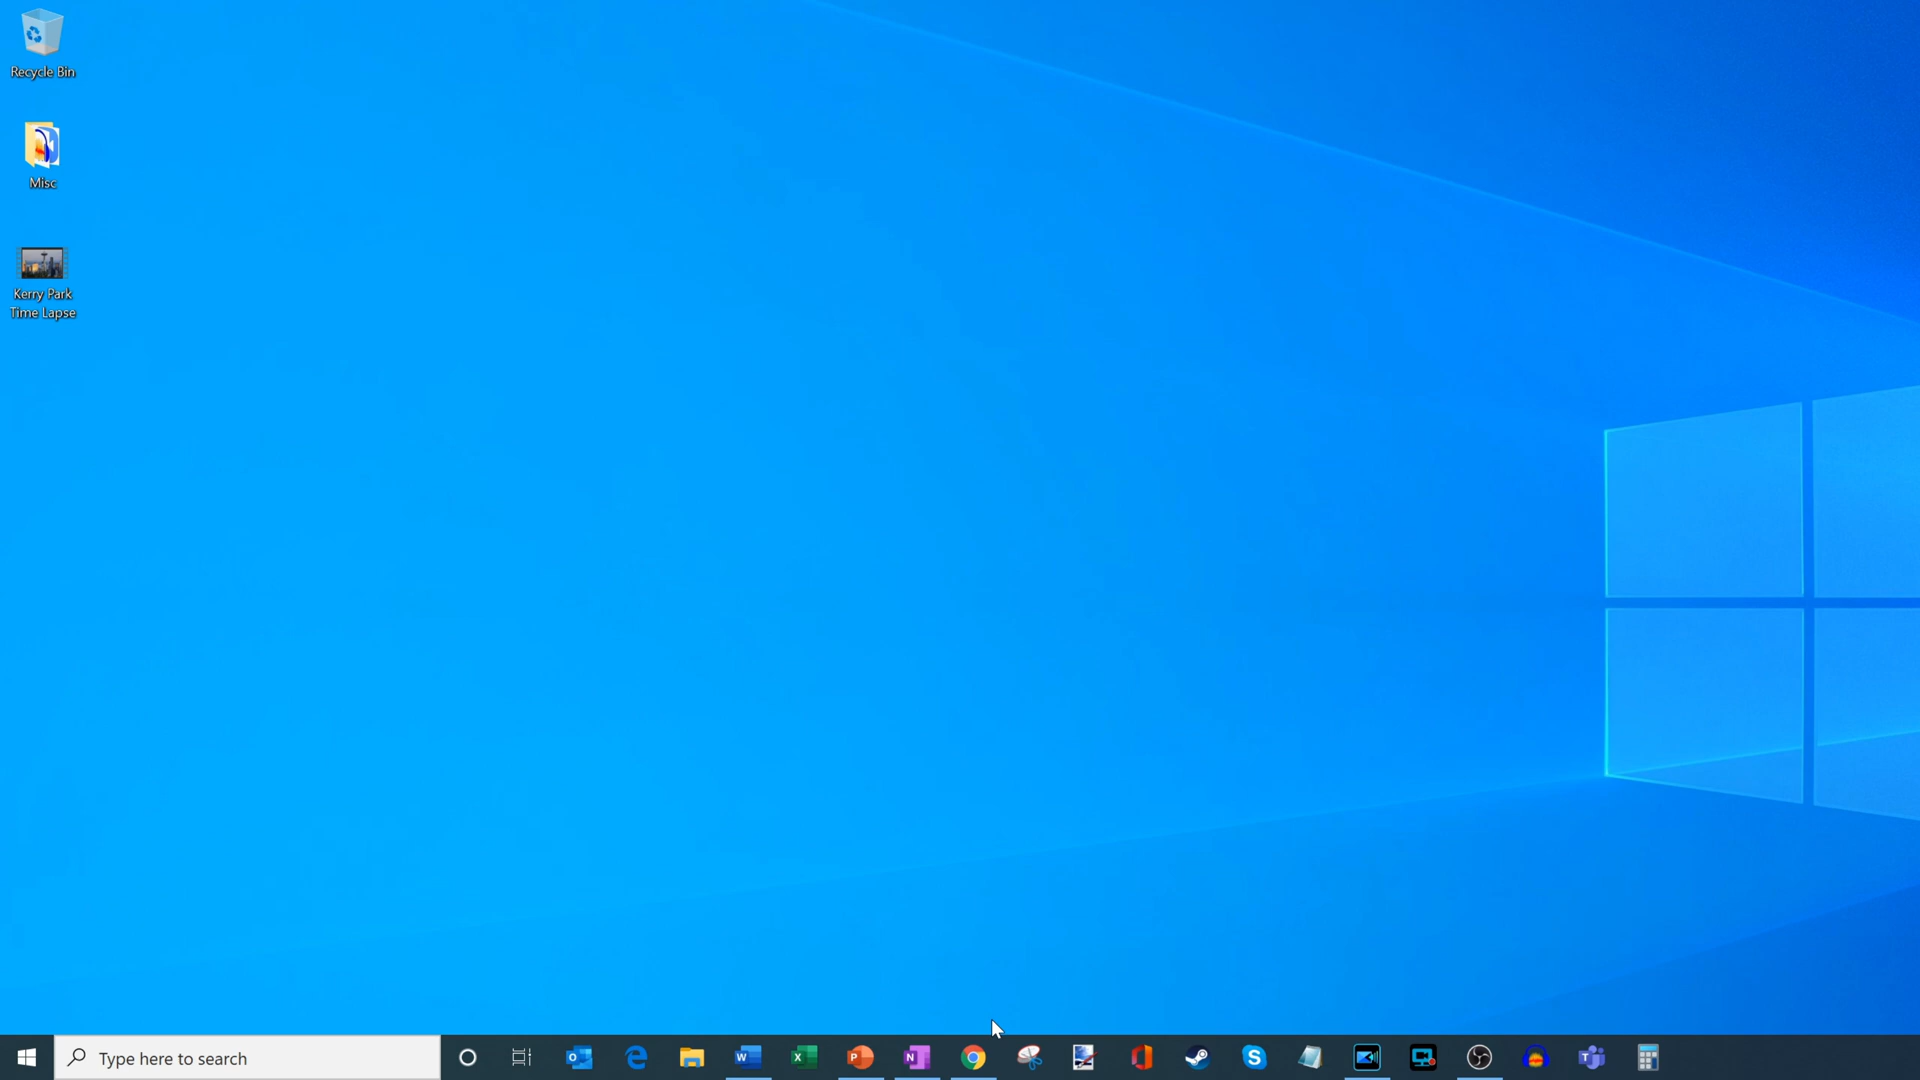 Recycle Bin
Misc
Kerry Park
Time Lapse
Type here to search